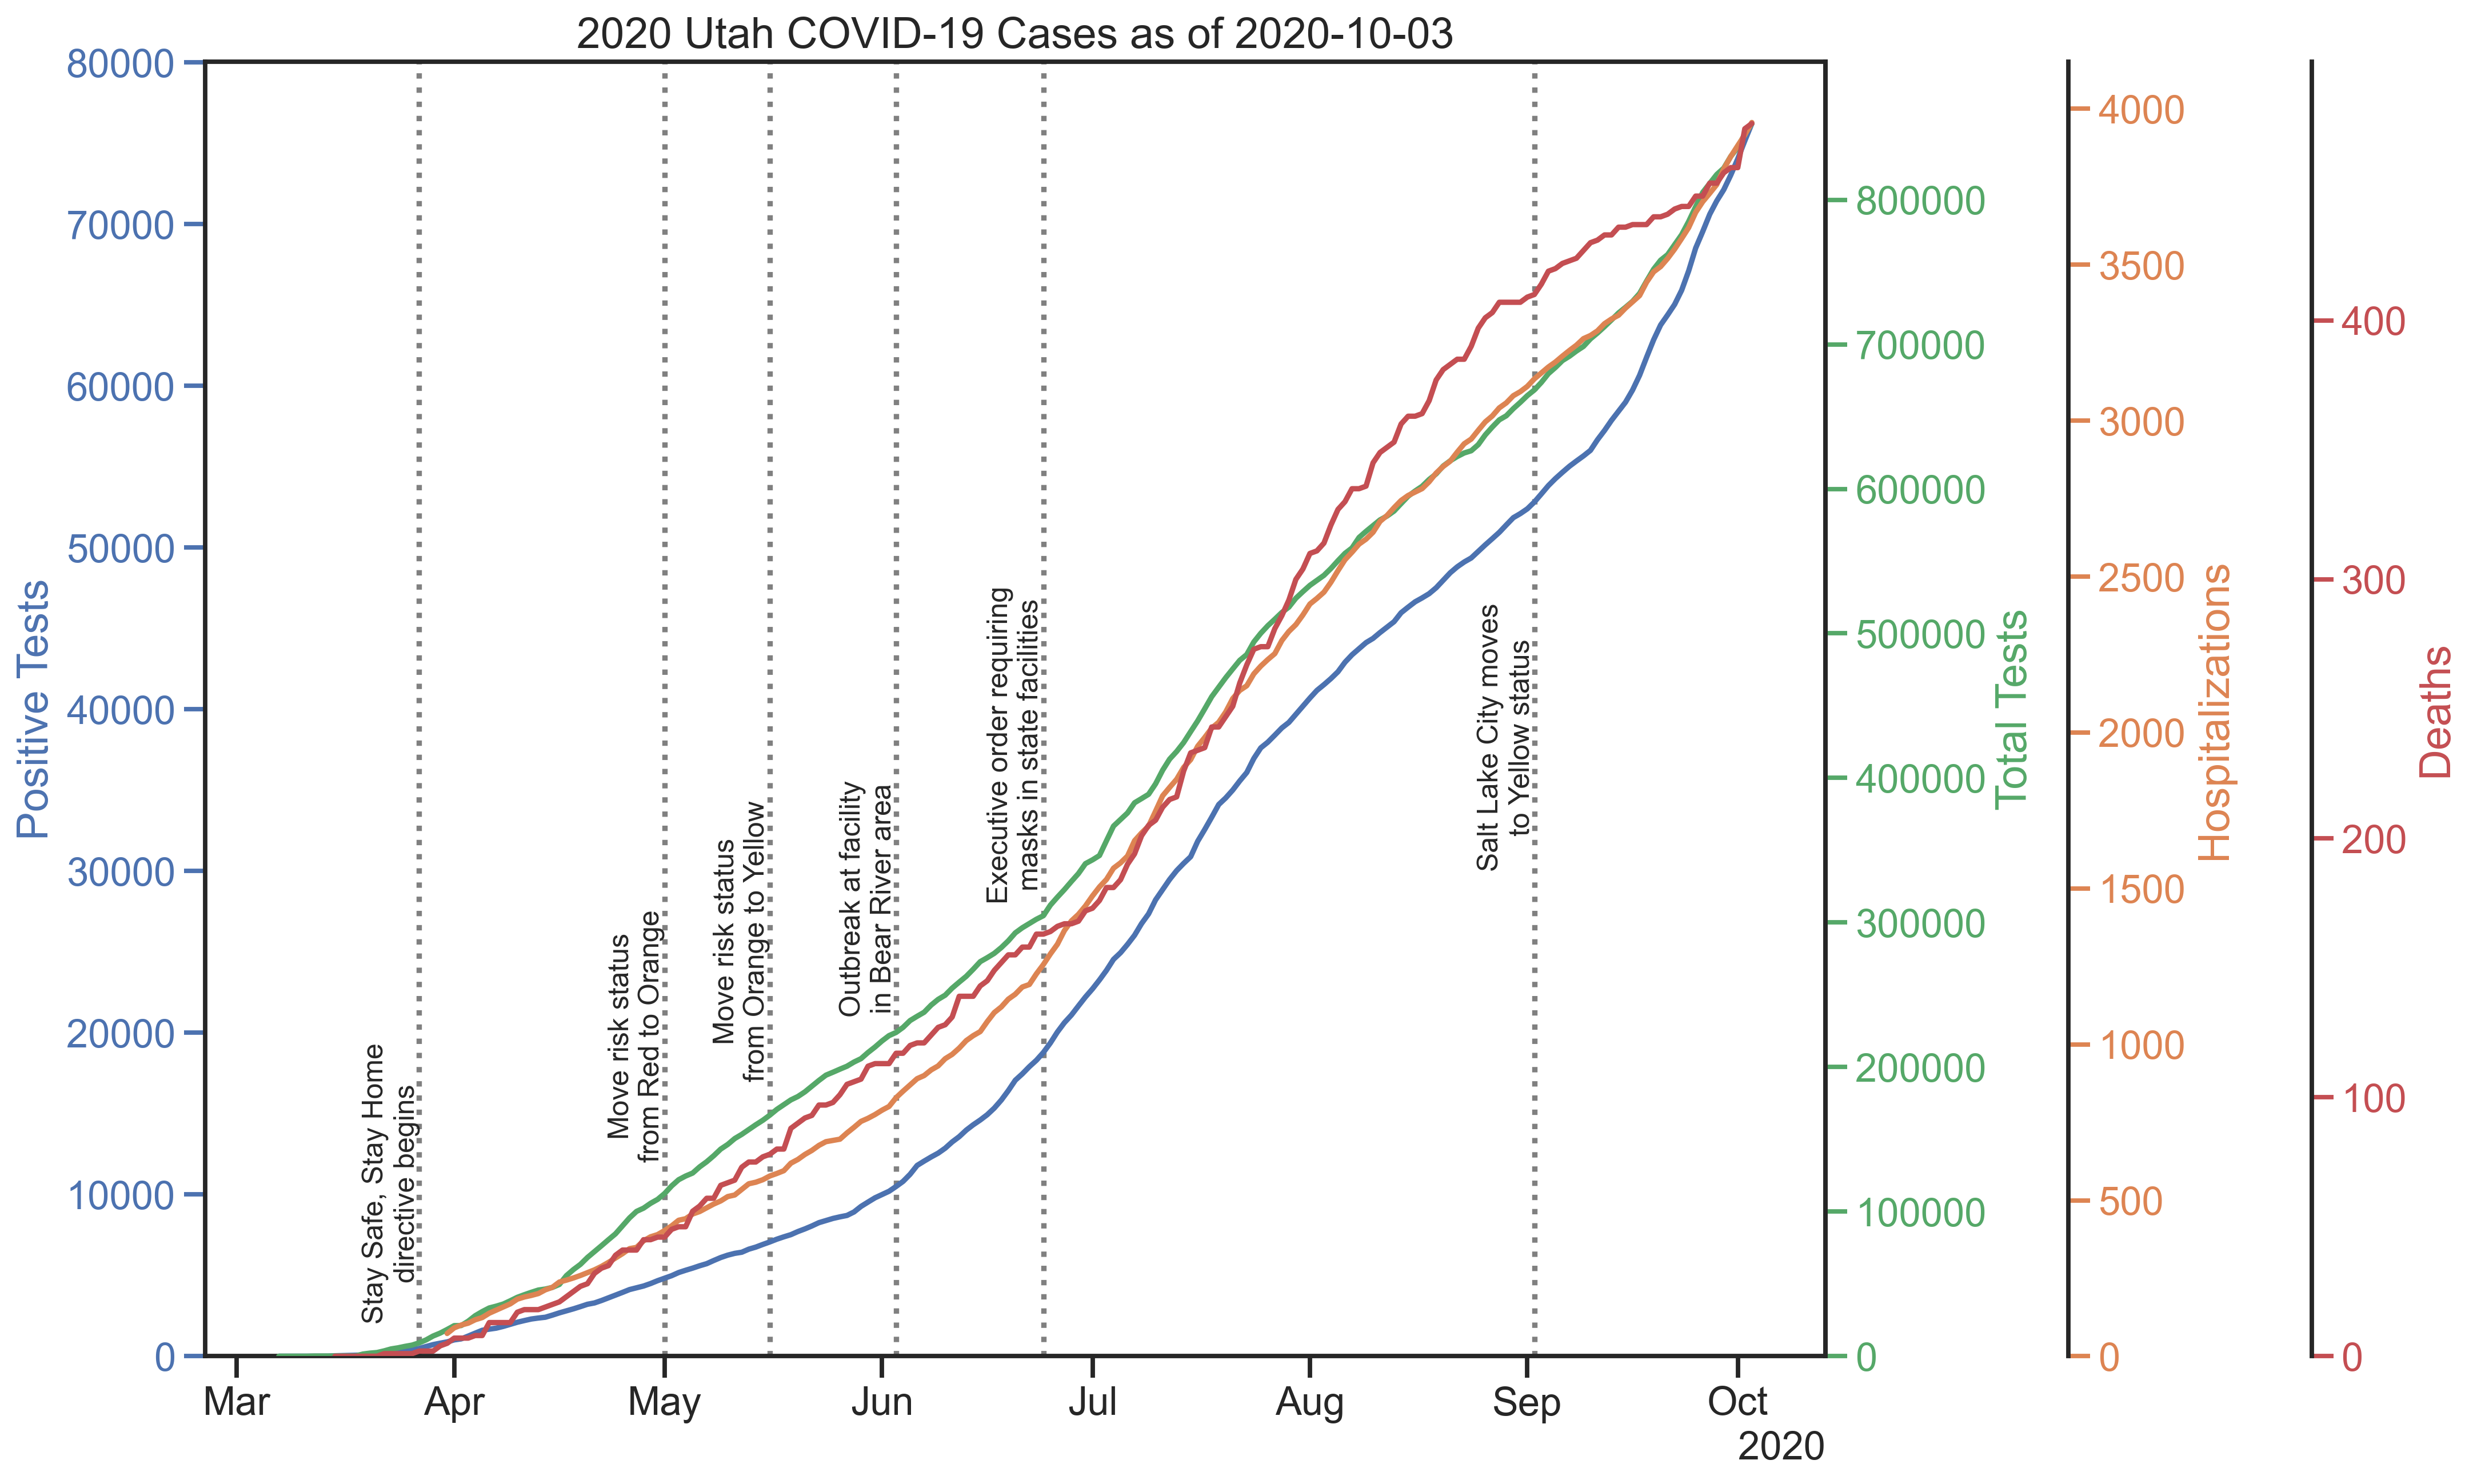 2020 Utah COVID-19 Cases as of 2020-10-03
Positive Tests
80000
70000
60000
50000
40000
30000
20000
10000
0
Stay Safe, Stay Home
directive begins
Move risk status
from Red to Orange
Move risk status
from Orange to Yellow
Outbreak at facility
in Bear River area
Executive order requiring
masks in state facilities
Salt Lake City moves
to Yellow status
Mar
Apr
May
Jun
Jul
Aug
Sep
Oct
2020
800000
700000
600000
500000
400000
300000
200000
100000
0
Total Tests
4000
3500
3000
2500
2000
1500
1000
500
0
Hospitalizations
400
300
200
100
0
Deaths